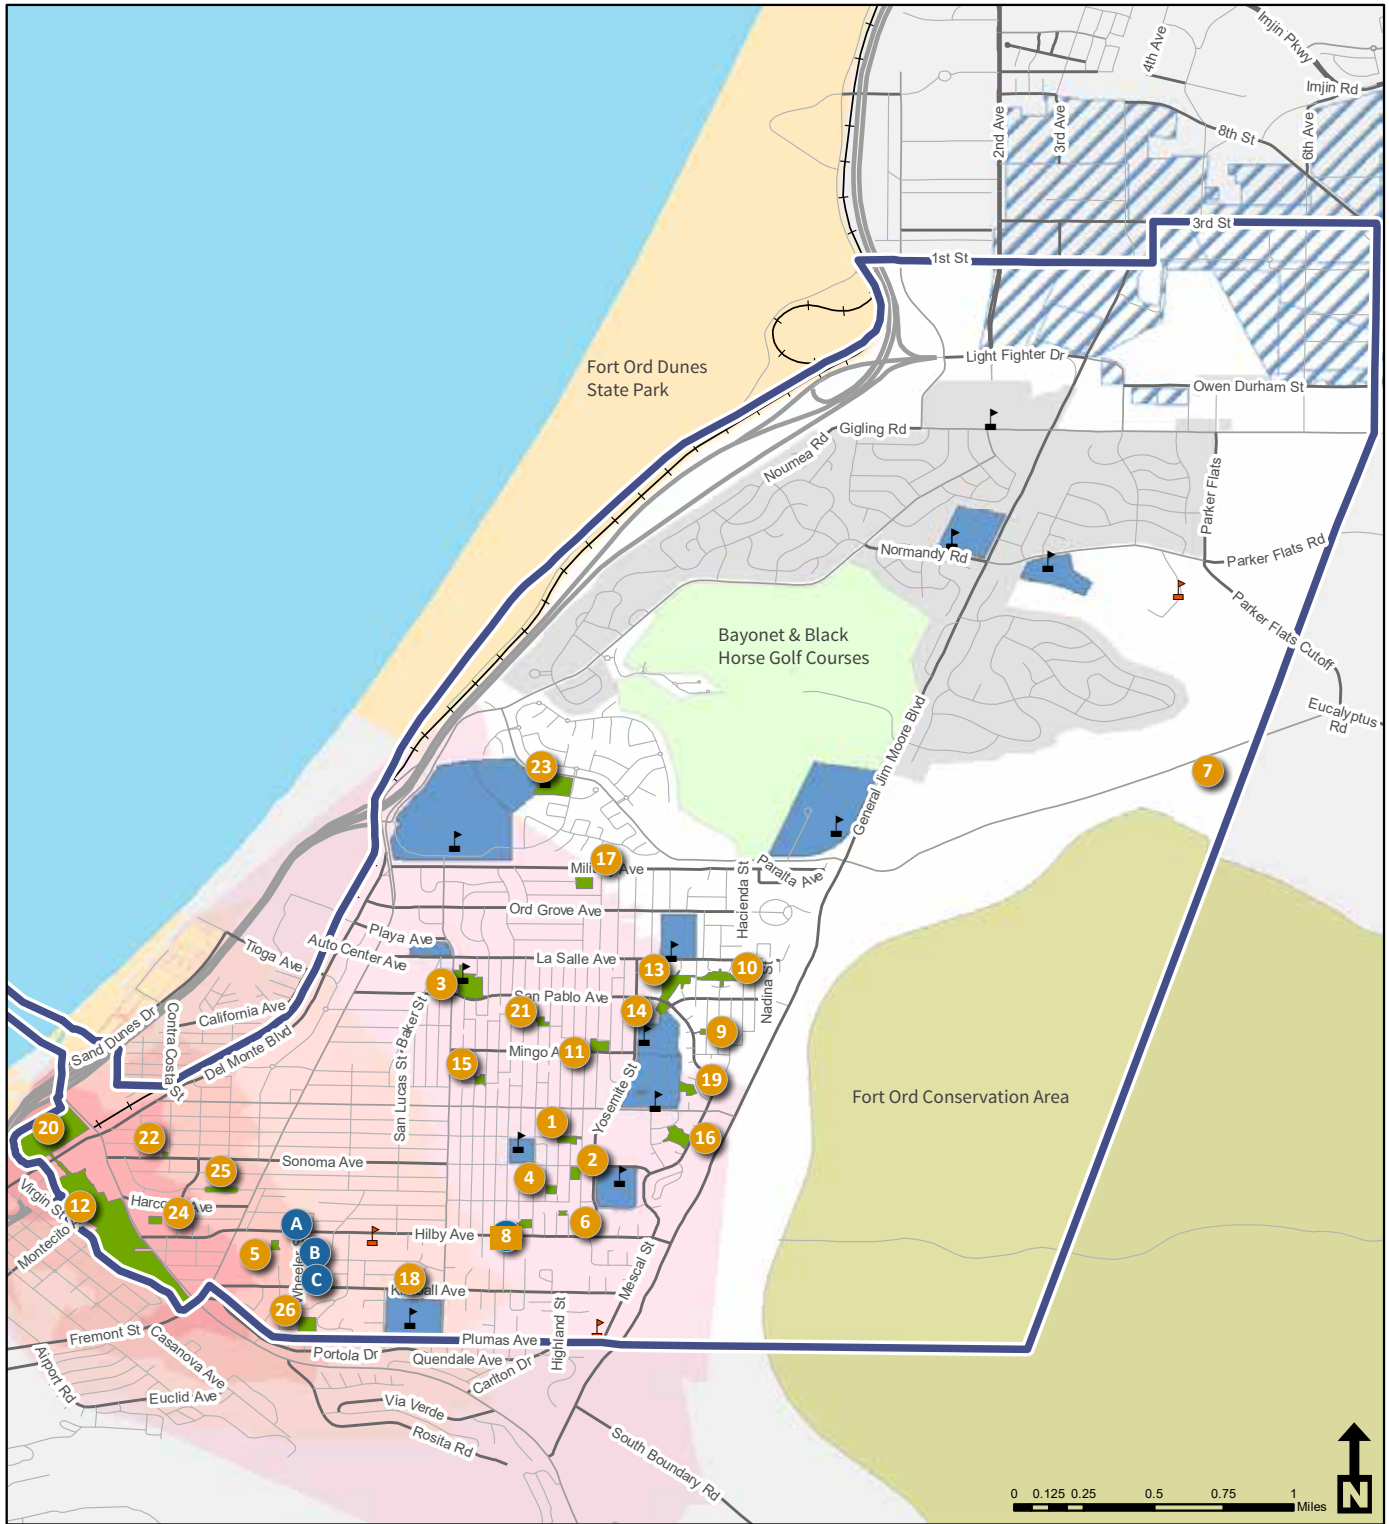 Imjin Pkwy
4th Ave
Imjin Rd
2nd Ave
3rd Ave
8th St
6th Ave
3rd St
1st St
Fort Ord Dunes
State Park
Light Fighter Dr
Owen Durham St
Gigling Rd
Noumea Rd
Parker Flats
Normandy Rd
Parker Flats Rd
Parker Flats Cutoff
Bayonet & Black
Horse Golf Courses
Eucalyptus
Rd
General Jim Moore Blvd
23
7
17
Ave
Paralta Ave
Hacienda St
Ord Grove Ave
Playa Ave
Auto Center Ave
Tioga Ave
La Salle Ave
13
10
3
San Pablo Ave
Nadina St
California Ave
Contra Costa St
Sand Dunes Dr
Del Monte Blvd
San Lucas St
Baker St
21
14
9
Mingo
11
15
19
Yosemite St
Fort Ord Conservation Area
20
22
1
16
Sonoma Ave
25
2
4
Virgin St
12
Ave
24
Montecito
A
Hilby Ave
8
6
5
B
Wheeler
C
18
Ave
Mescal St
26
Highland St
Plumas Ave
Fremont St
Casanova Ave
Portola Dr
Quendale Ave
Carlton Dr
Airport Rd
Euclid Ave
Via Verde
Rosita Rd
South Boundary Rd
0 0.125 0.25 0.5 0.75 1
Miles
N